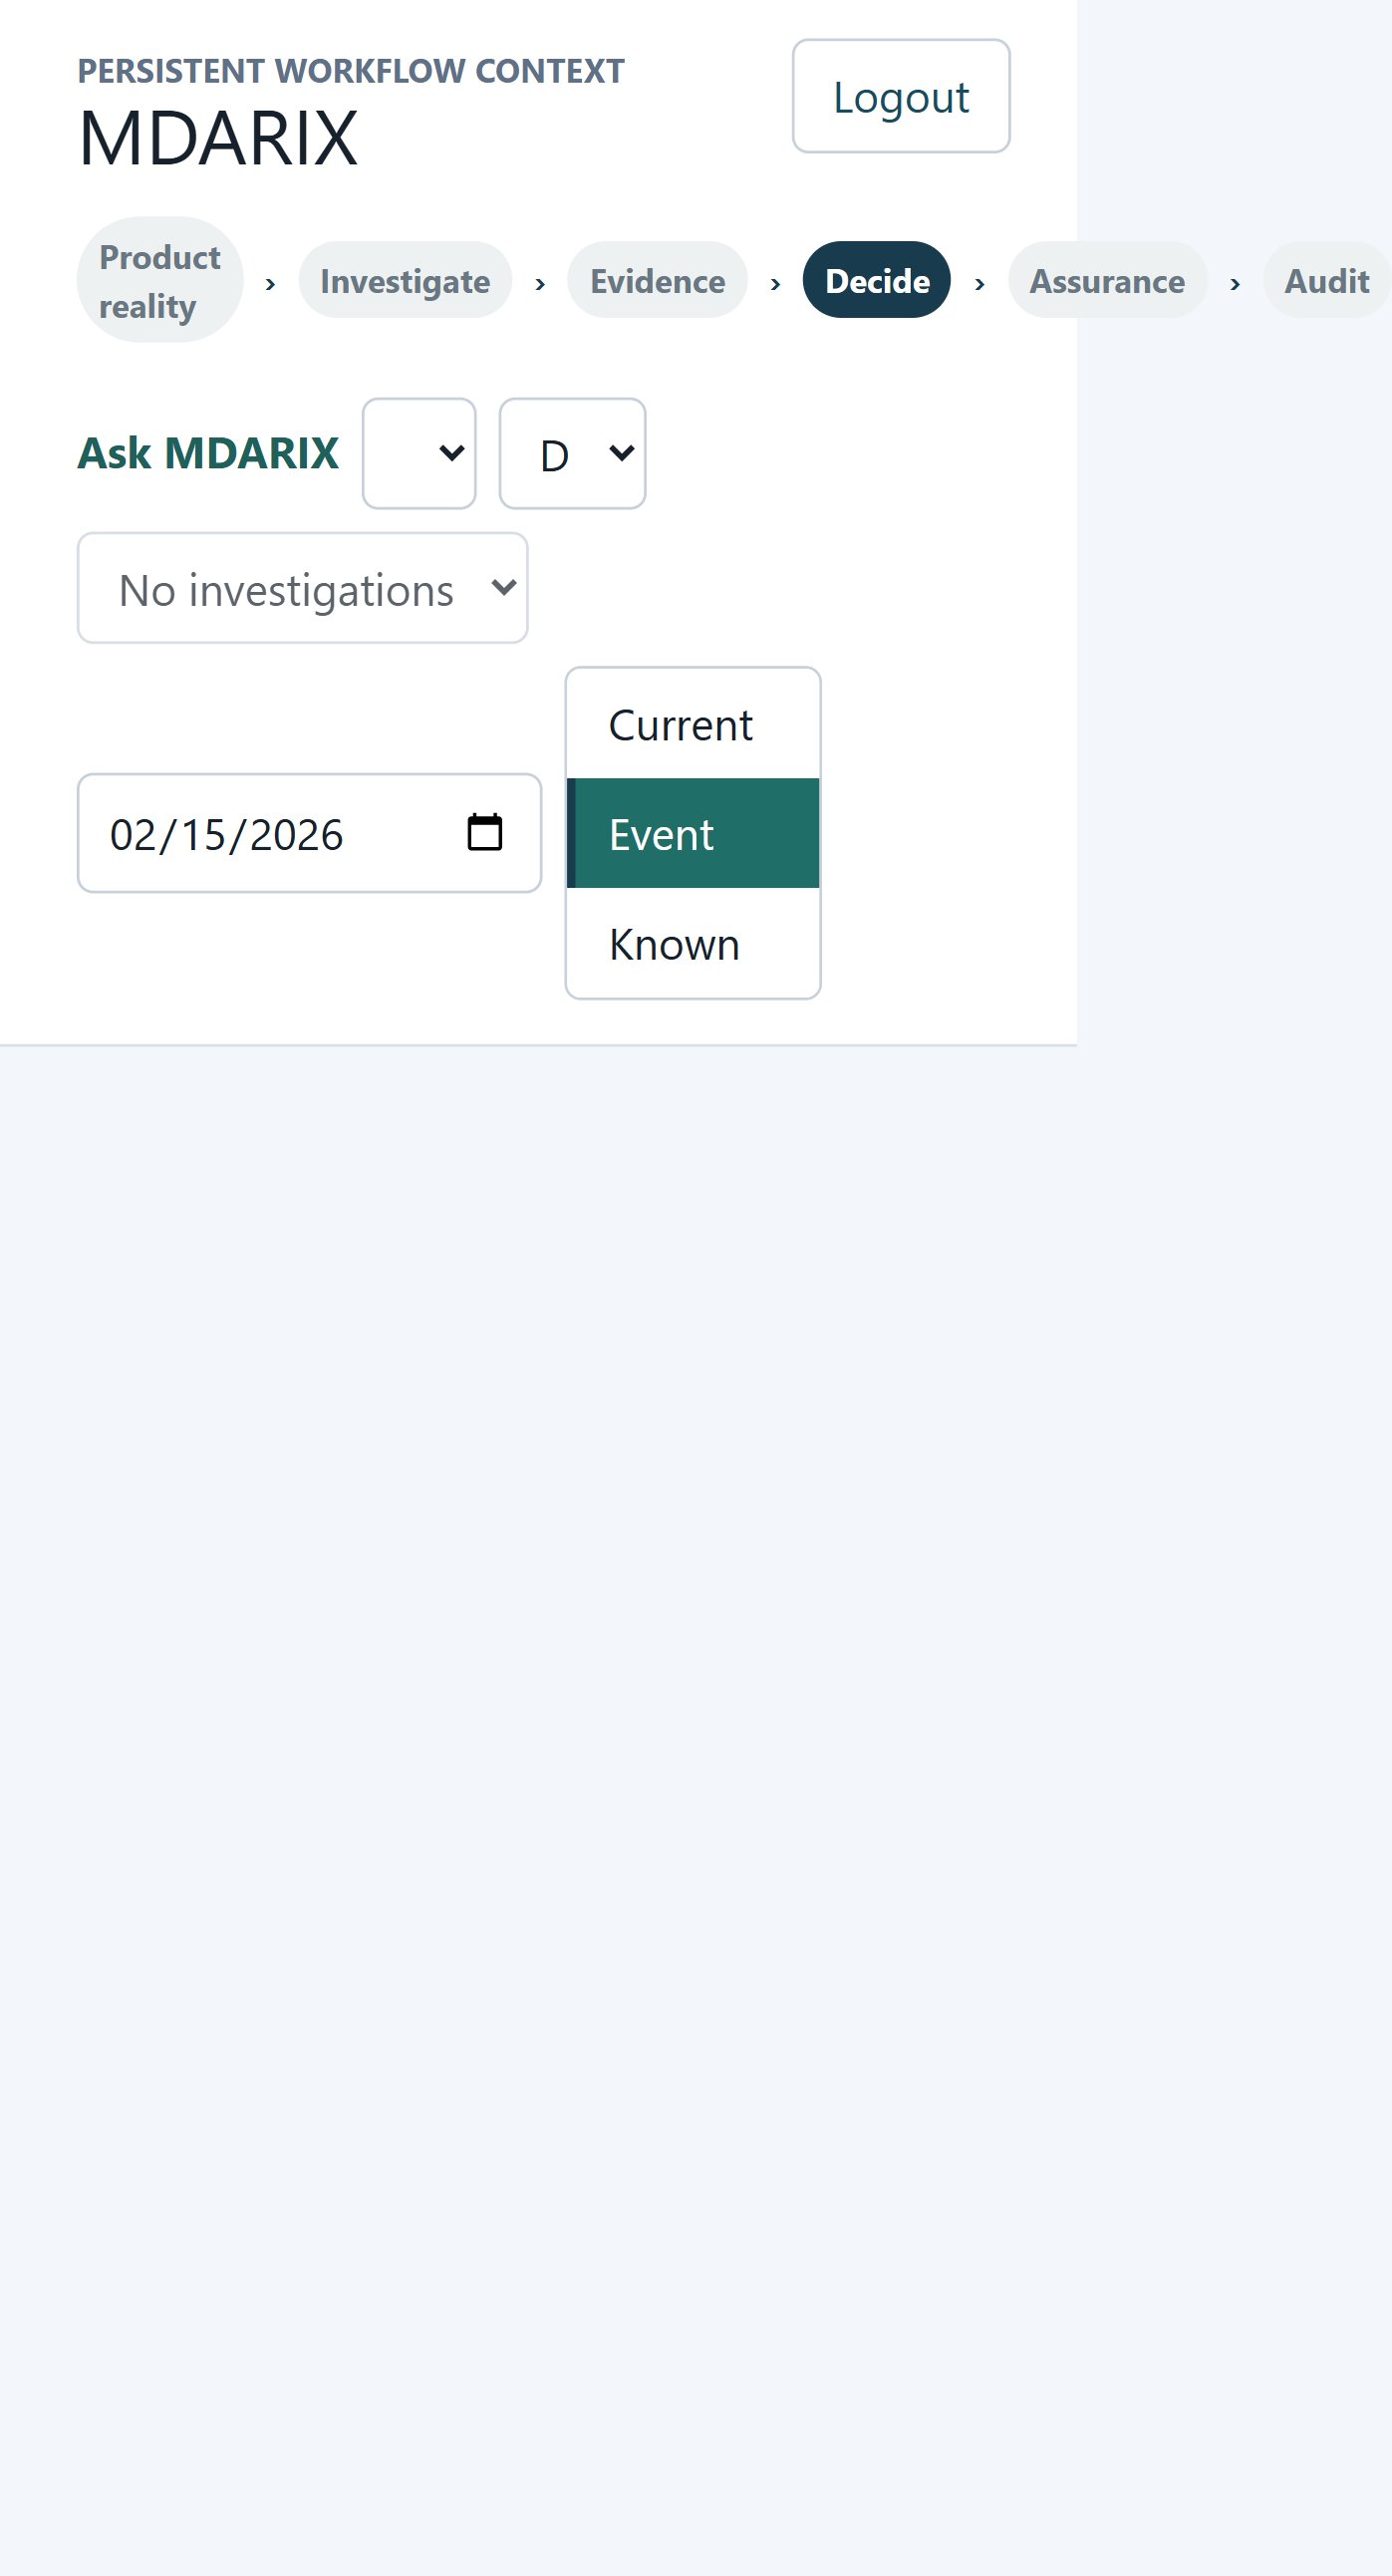 PERSISTENT WORKFLOW CONTEXT
MDARIX
Logout
Product
reality
› Investigate › Evidence › Decide › Assurance › Audit
Ask MDARIX
D
No investigations
Current
02/15/2026
Event
Known